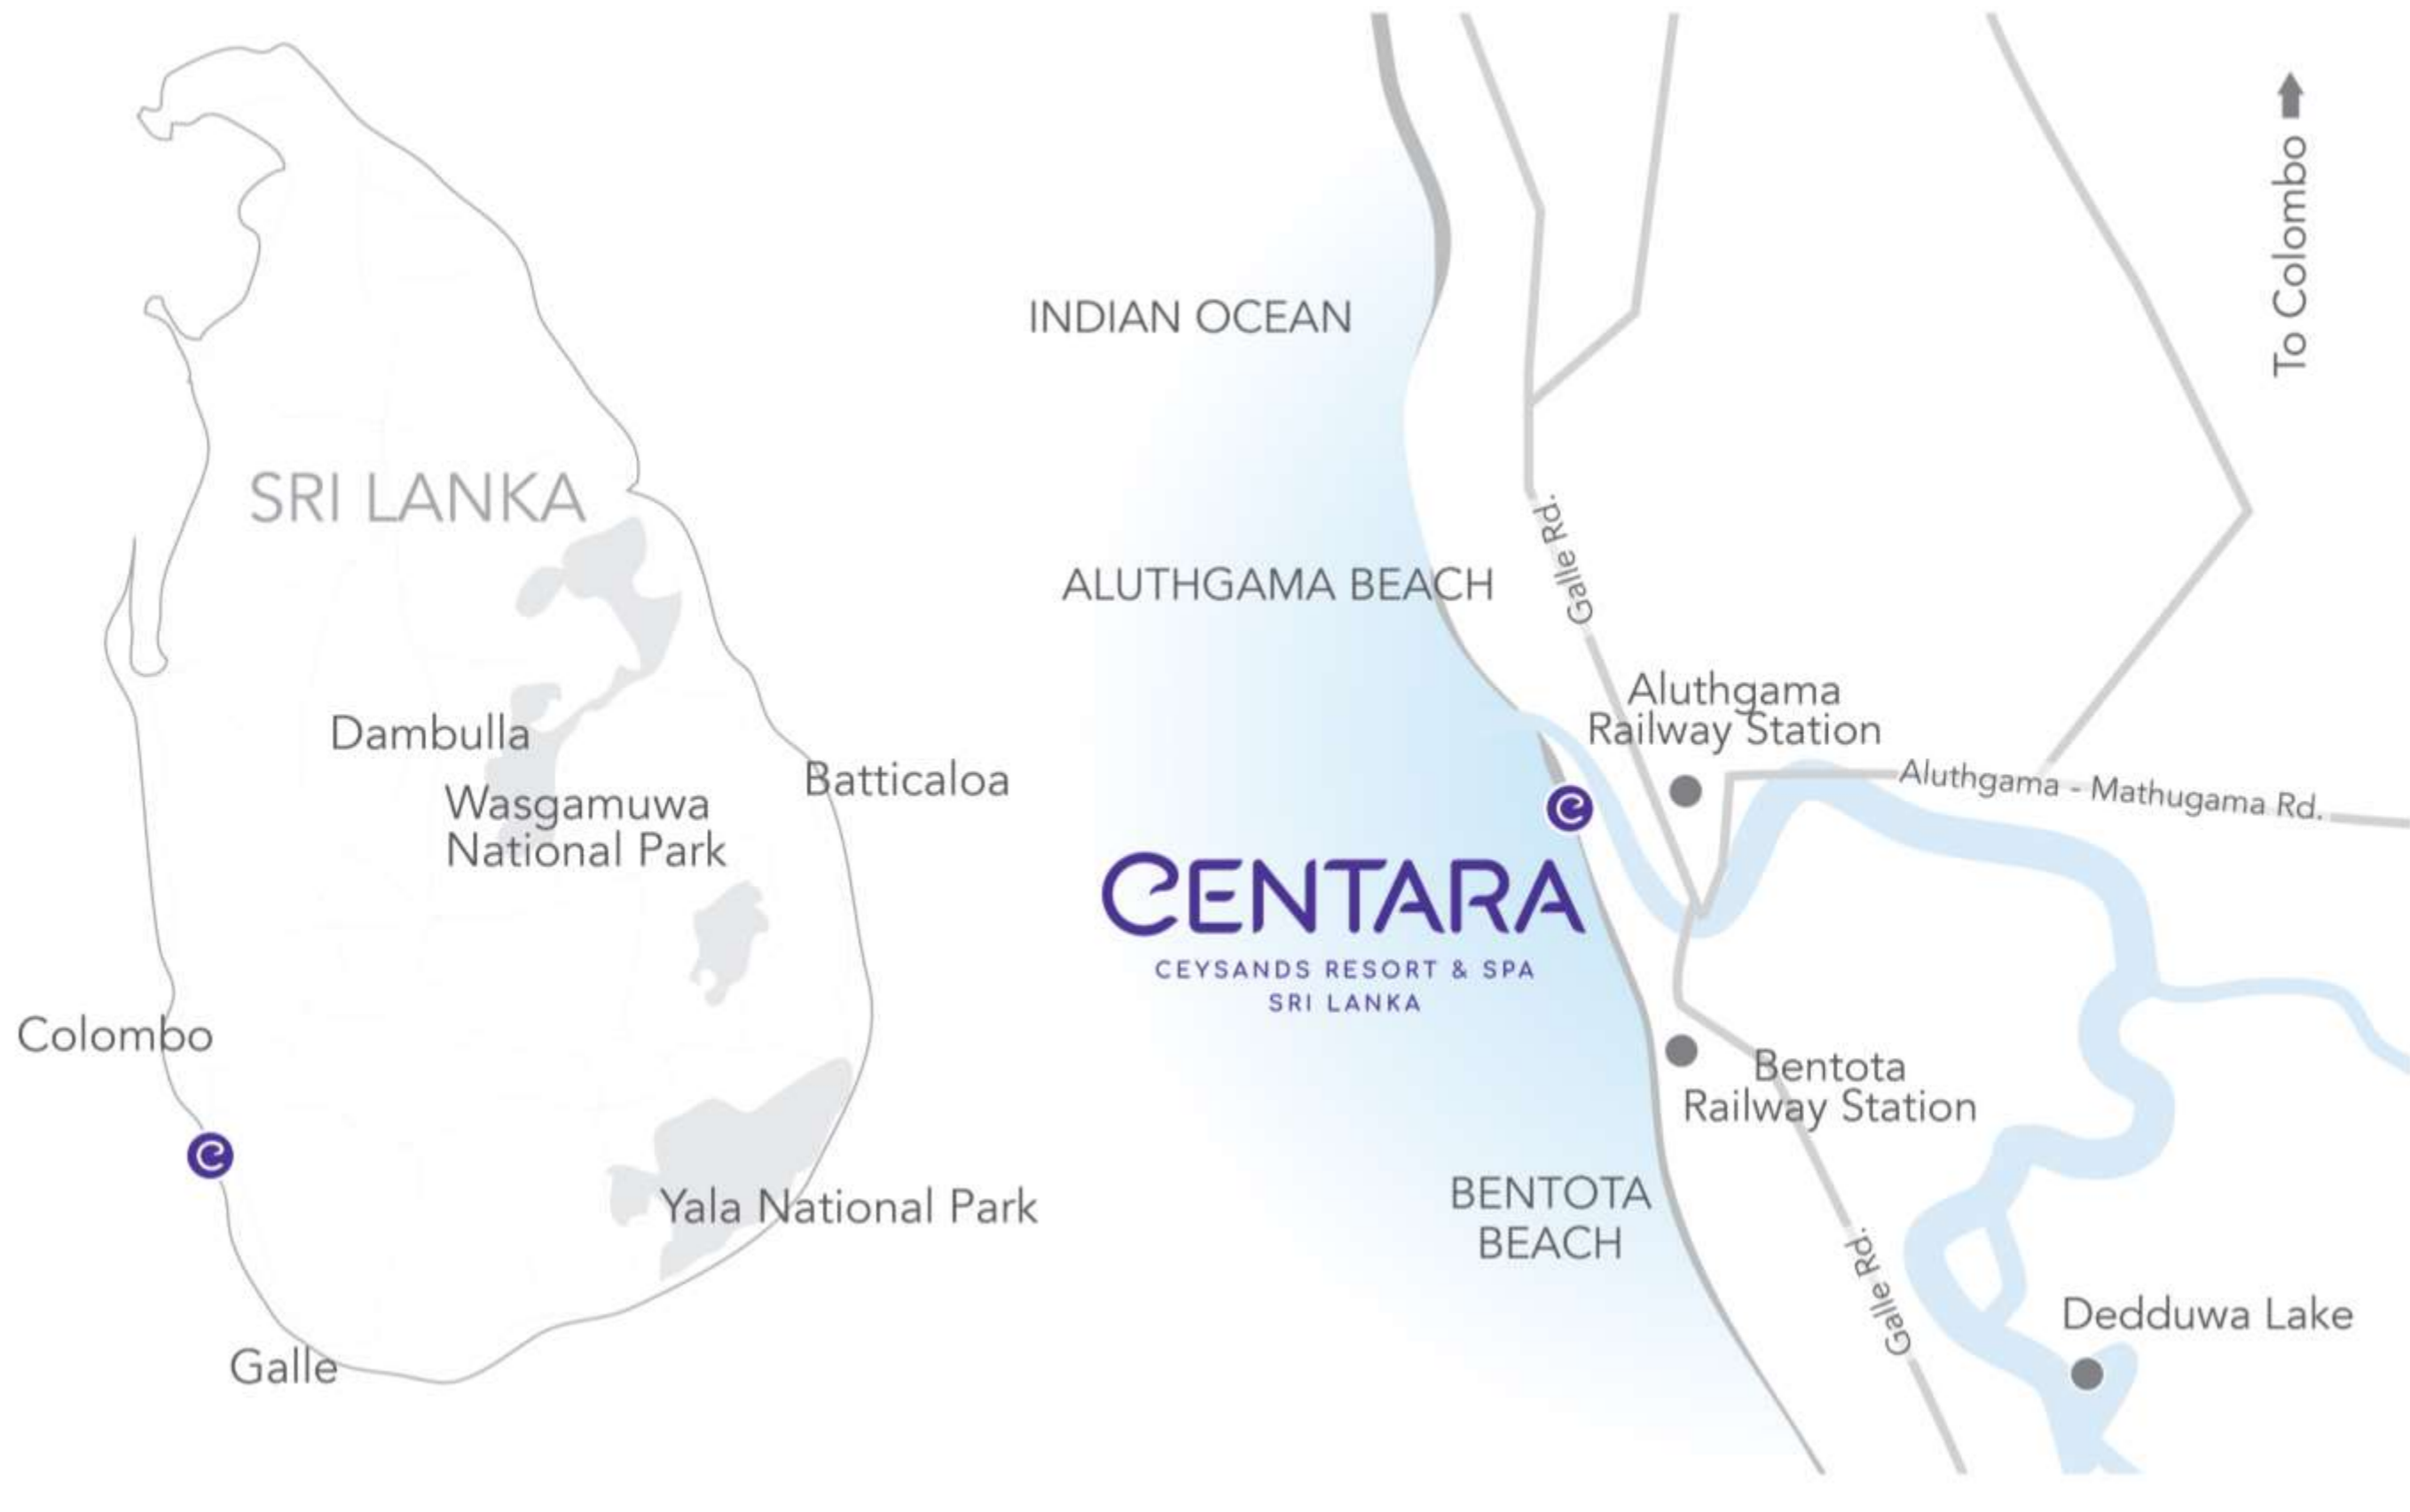 SRI LANKA
Dambulla
Wasgamuwa
National Park
Batticaloa
Colombo
Yala National Park
Galle
INDIAN OCEAN
ALUTHGAMA BEACH
To Colombo
Galle Rd.
Aluthgama
Railway Station
Aluthgama - Mathugama Rd.
CENTARA
CEYSANDS RESORT & SPA
SRI LANKA
Bentota
Railway Station
BENTOTA
BEACH
Galle Rd.
Dedduwa Lake